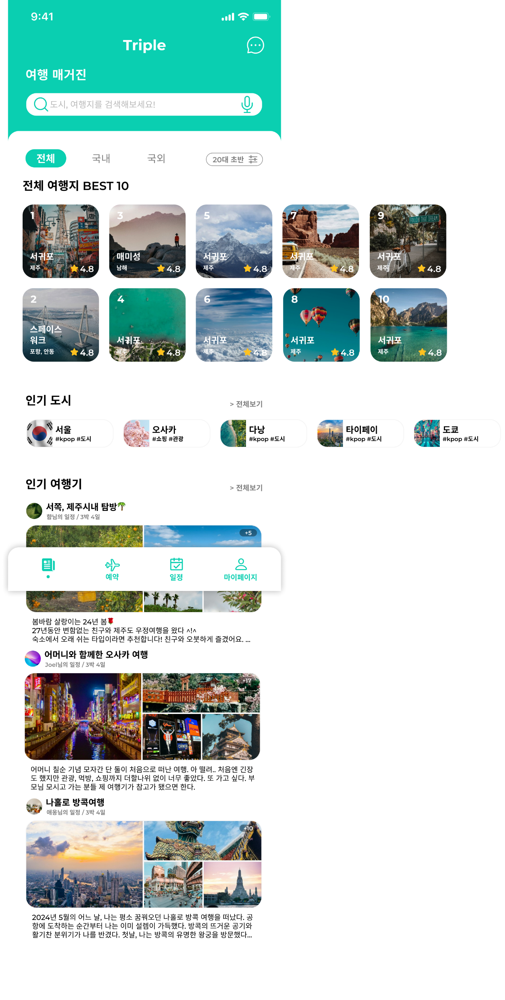 9:41
Triple
여행 매거진
도시, 여행지를 검색해보세요!
전체
국내
국외
20대 초반
전체 여행지 BEST 10
1
서귀포
제주
4.8
3
매미성
남해
4.8
5
서귀포
제주
4.8
7
서귀포
제주
4.8
9
FOLLOW THAT DREAM
서귀포
제주
4.8
2
스페이스
워크
포항, 안동
4.8
4
서귀포
제주
4.8
6
서귀포
제주
4.8
8
서귀포
제주
4.8
10
서귀포
제주
4.8
인기 도시
> 전체보기
서울
#kpop #도시
오사카
#쇼핑 #관광
다낭
#kpop #도시
타이페이
#kpop #도시
도쿄
#kpop #도시
인기 여행기
> 전체보기
서쪽, 제주시내 탐방🌴
햠님의 일정 / 3박 4일
+5
예약
일정
마이페이지
봄바람 살랑이는 24년 봄🌹
27년동안 변함없는 친구와 제주도 우정여행을 왔다 ^!^
숙소에서 오래 쉬는 타입이라면 추천합니다! 친구와 오붓하게 즐겼어요. ...
어머니와 함께한 오사카 여행
Joel님의 일정 / 3박 4일
+17
CHINTAI
어머니 칠순 기념 모자간 단 둘이 처음으로 떠난 여행. 아 떨려.. 처음엔 긴장
도 했지만 관광, 먹방, 쇼핑까지 더할나위 없이 너무 좋았다. 또 가고 싶다. 부
모님 모시고 가는 분들 제 여행기가 참고가 됐으면 한다.
나홀로 방콕여행
애옹님의 일정 / 3박 4일
+10
2024년 5월의 어느 날, 나는 평소 꿈꿔오던 나홀로 방콕 여행을 떠났다. 공
항에 도착하는 순간부터 나는 이미 설렘이 가득했다. 방콕의 뜨거운 공기와
활기찬 분위기가 나를 반겼다. 첫날, 나는 방콕의 유명한 왕궁을 방문했다...